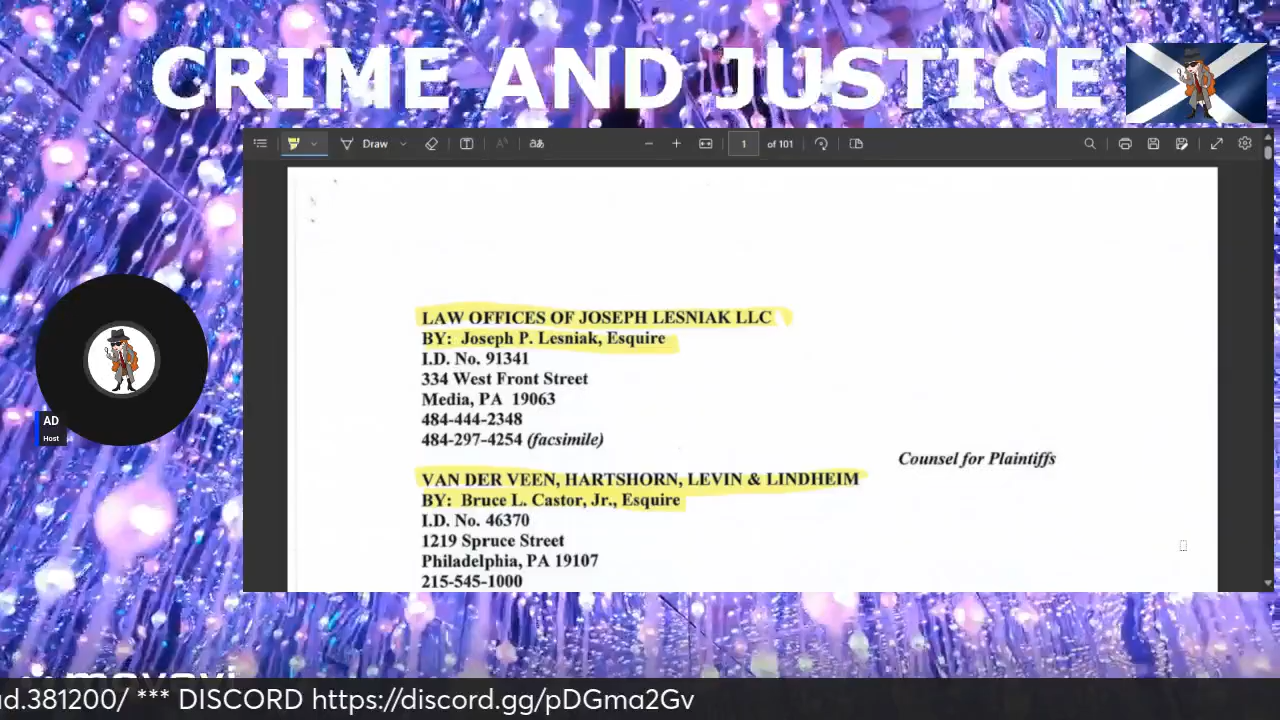 CRIME AND JUSTICE
Draw
1 of 101
LAW OFFICES OF JOSEPH LESNIAK LLC
BY: Joseph P. Lesniak, Esquire
I.D. No. 91341
334 West Front Street
Media, PA 19063
484-444-2348
484-297-4254 (facsimile)
Counsel for Plaintiffs
VAN DER VEEN, HARTSHORN, LEVIN & LINDHEIM
BY: Bruce L. Castor, Jr., Esquire
I.D. No. 46370
1219 Spruce Street
Philadelphia, PA 19107
215-545-1000
AD
Host
ad.381200/ *** DISCORD https://discord.gg/pDGma2Gv